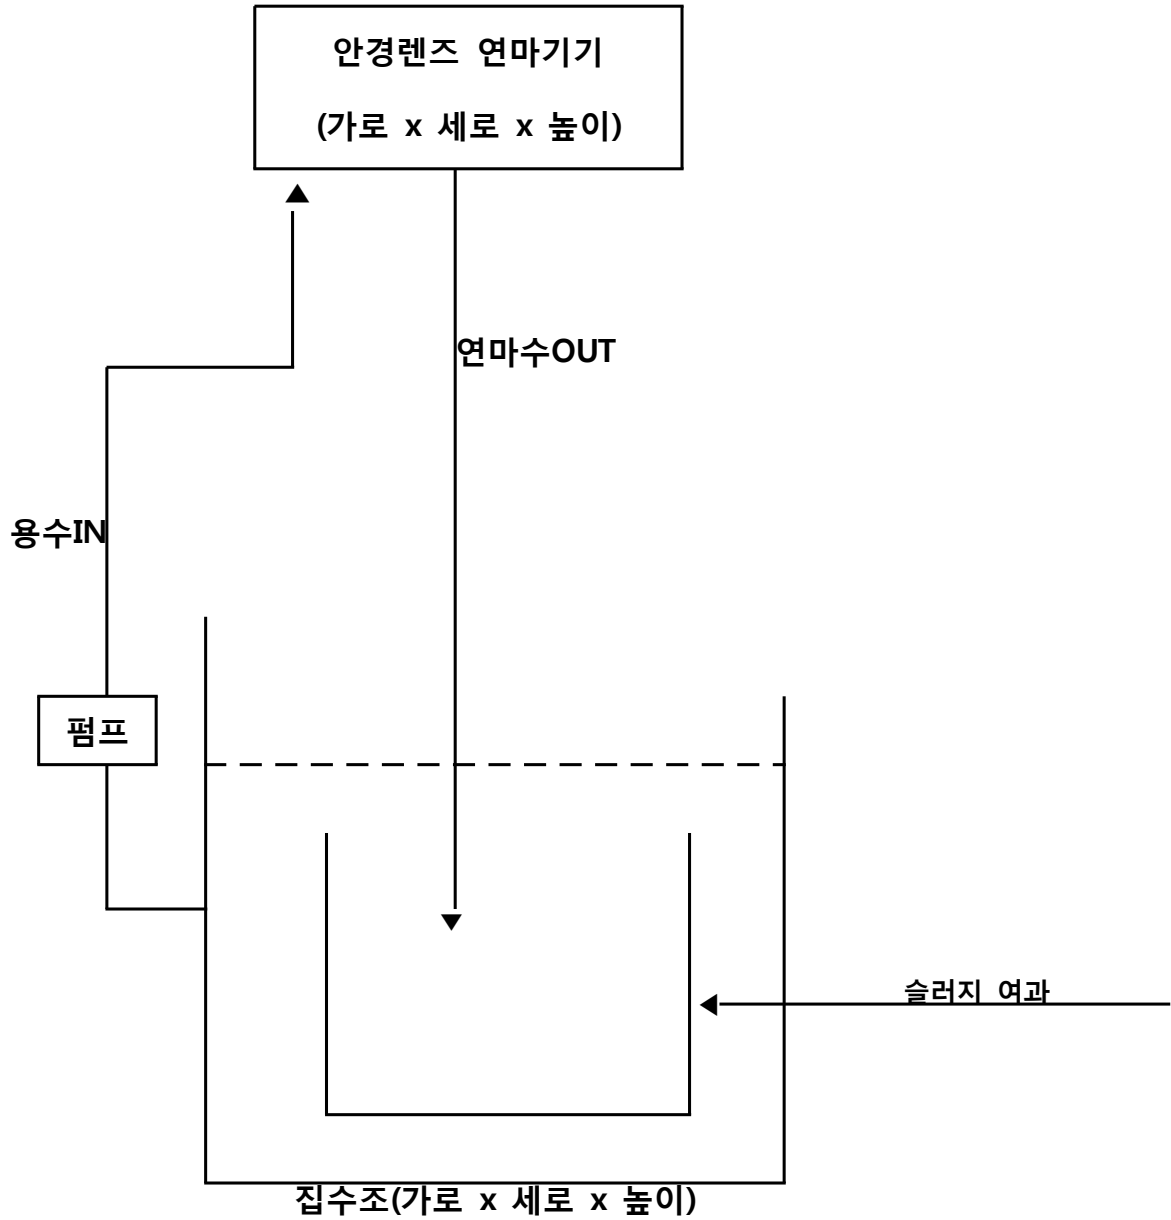 안경렌즈 연마기기
(가로 x 세로 x 높이)
연마수OUT
용수IN
펌프
슬러지 여과
집수조(가로 x 세로 x 높이)